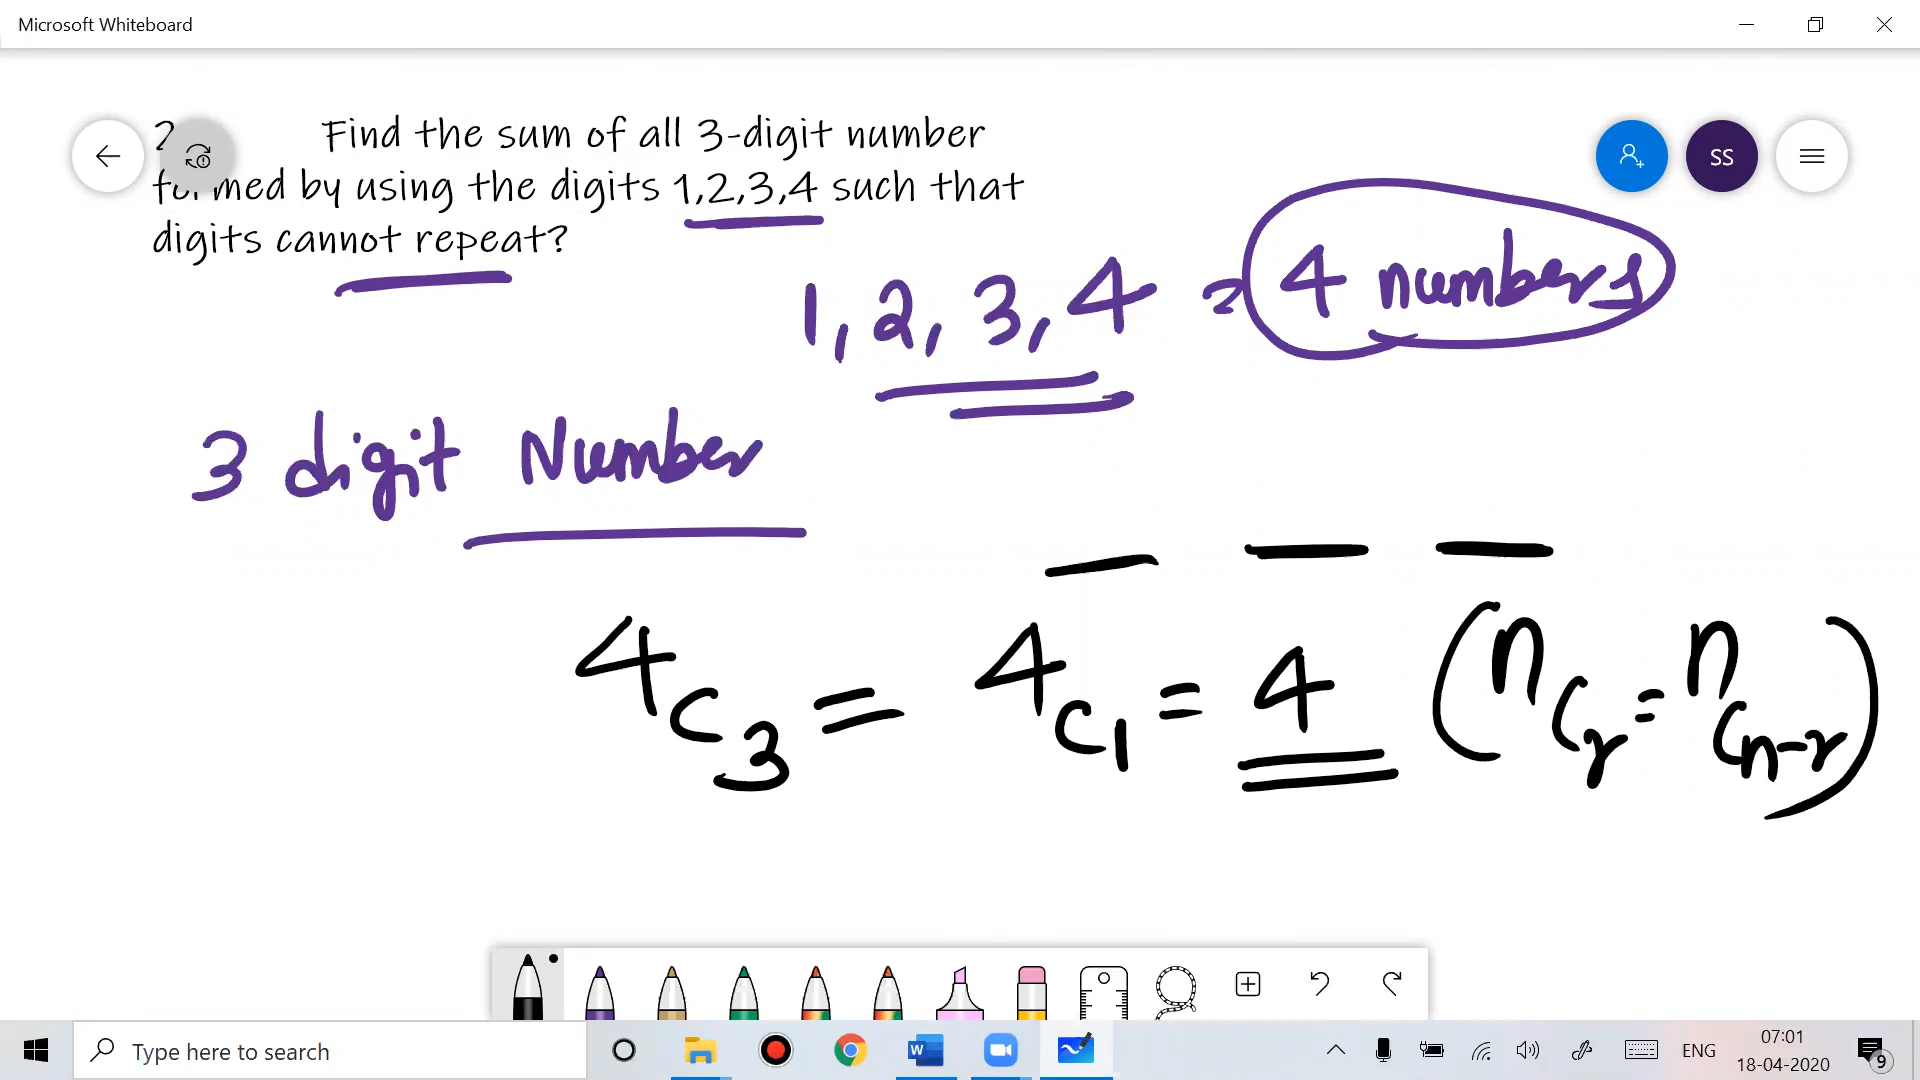 Microsoft Whiteboard
2 Find the sum of all 3-digit number
formed by using the digits 1,2,3,4 such that
digits cannot repeat?
SS
1, 2, 3, 4 = 4 numbers
3 digit Number
4C3 = 4C1 = 4 (nCr = nCn-r)
Type here to search
W
ENG
07:01
18-04-2020
9